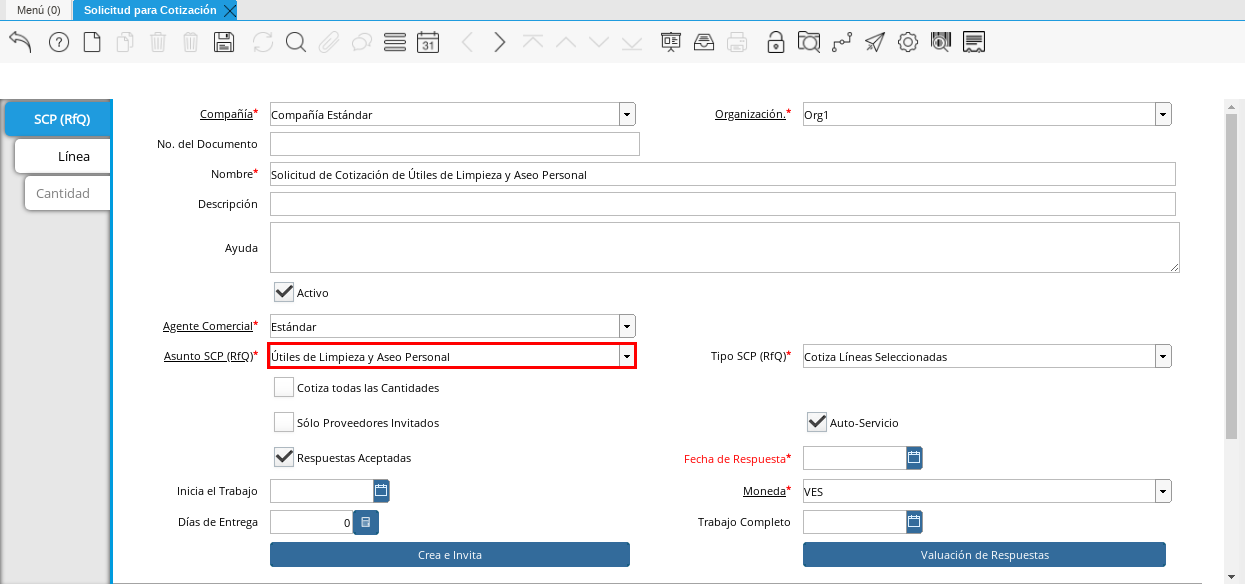 Menú (0) Solicitud para Cotización
31
SCP (RfQ)
Línea
Cantidad
Compañía* Compañía Estándar Organización.* Org1
No. del Documento
Nombre* Solicitud de Cotización de Útiles de Limpieza y Aseo Personal
Descripción
Ayuda
Activo
Agente Comercial* Estándar
Asunto SCP (RfQ)* Útiles de Limpieza y Aseo Personal Tipo SCP (RfQ)* Cotiza Líneas Seleccionadas
Cotiza todas las Cantidades
Sólo Proveedores Invitados Auto-Servicio
Respuestas Aceptadas Fecha de Respuesta*
Inicia el Trabajo Moneda* VES
Días de Entrega 0 Trabajo Completo
Crea e Invita Valuación de Respuestas